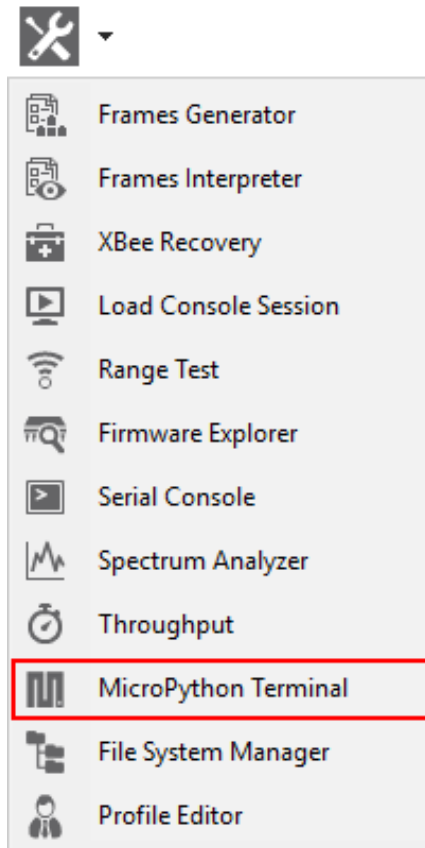 Frames Generator
Frames Interpreter
XBee Recovery
Load Console Session
Range Test
Firmware Explorer
Serial Console
Spectrum Analyzer
Throughput
MicroPython Terminal
File System Manager
Profile Editor